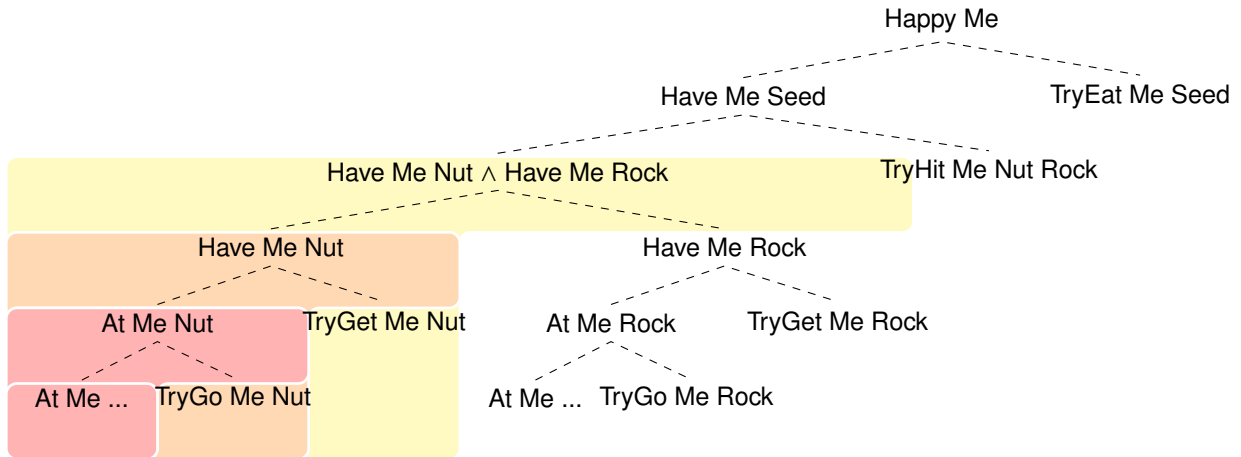 Happy Me
Have Me Seed
TryEat Me Seed
Have Me Nut ∧ Have Me Rock
TryHit Me Nut Rock
Have Me Nut
Have Me Rock
At Me Nut
TryGet Me Nut
At Me Rock
TryGet Me Rock
At Me ...
TryGo Me Nut
At Me ...
TryGo Me Rock